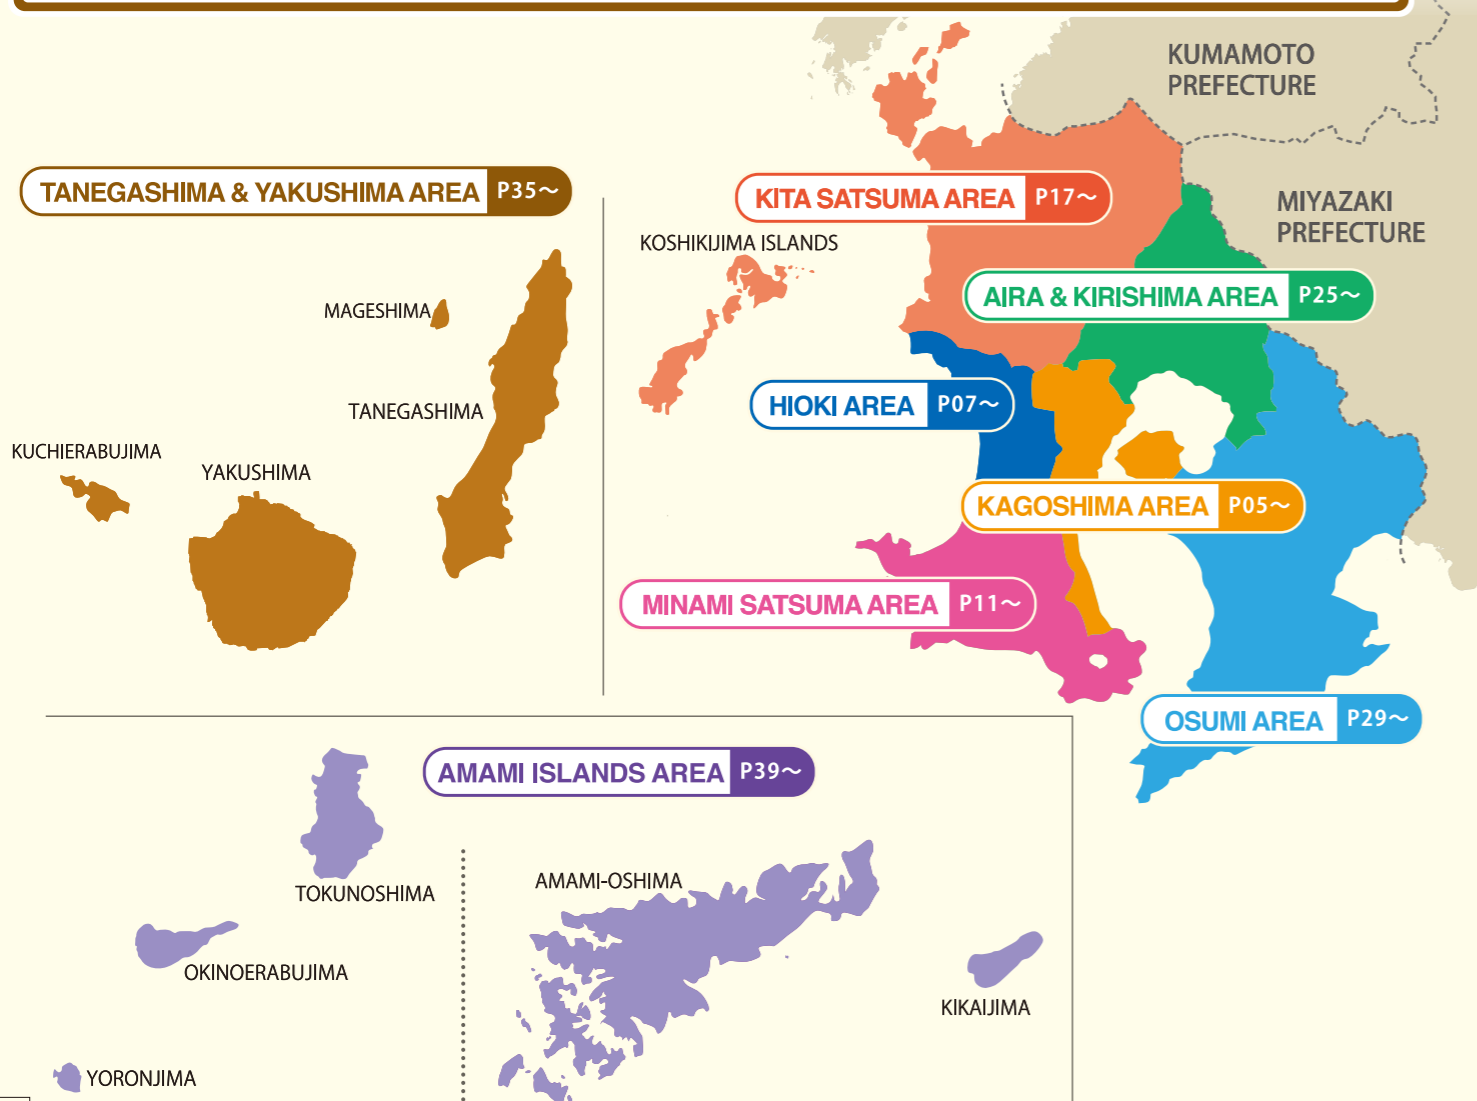 KUMAMOTO
PREFECTURE
TANEGASHIMA & YAKUSHIMA AREA P35～
KITA SATSUMA AREA P17～
MIYAZAKI
PREFECTURE
KOSHIKIJIMA ISLANDS
AIRA & KIRISHIMA AREA P25～
MAGESHIMA
TANEGASHIMA
HIOKI AREA P07～
KUCHIERABUJIMA
YAKUSHIMA
KAGOSHIMA AREA P05～
MINAMI SATSUMA AREA P11～
OSUMI AREA P29～
AMAMI ISLANDS AREA P39～
TOKUNOSHIMA
AMAMI-OSHIMA
OKINOERABUJIMA
KIKAIJIMA
YORONJIMA